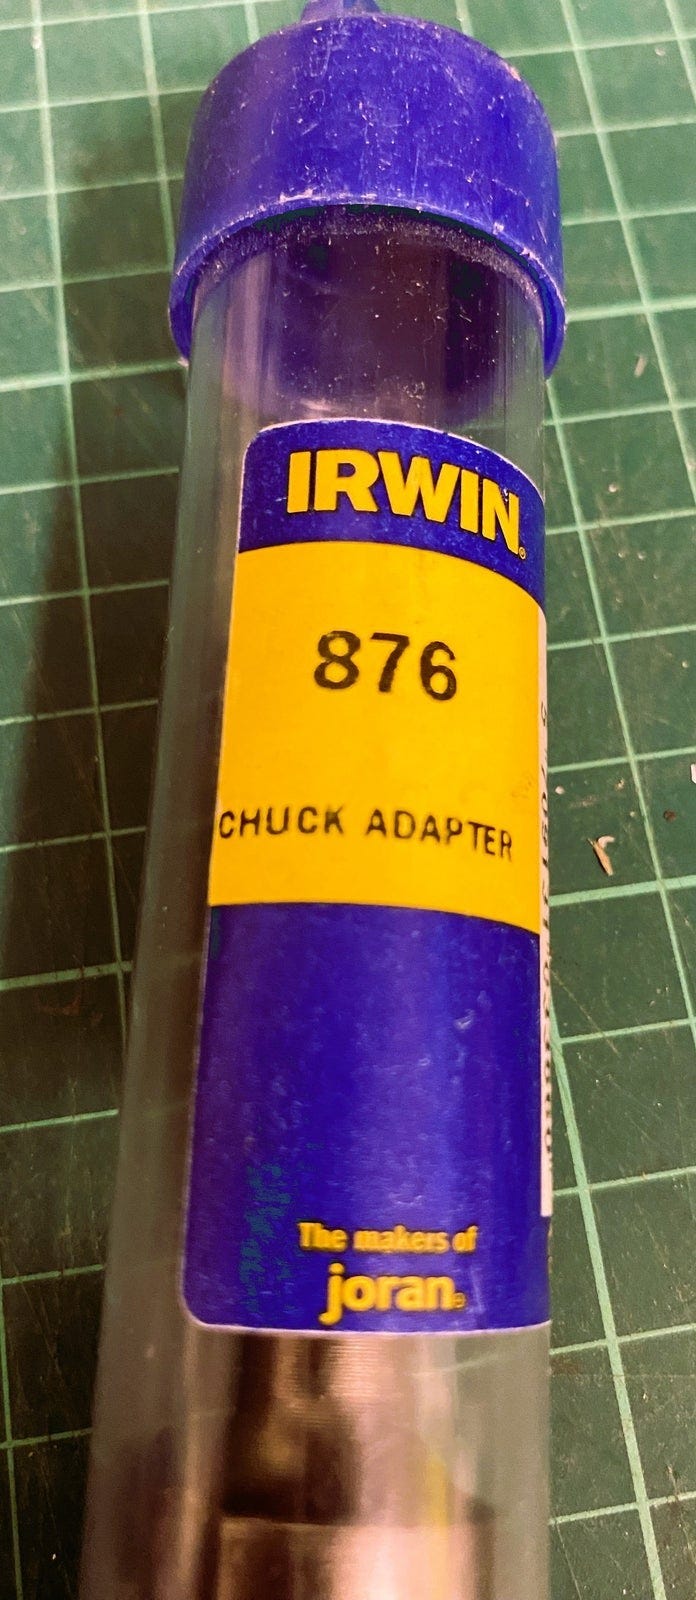 IRWIN®
876
CHUCK ADAPTER
The makers of
joran®